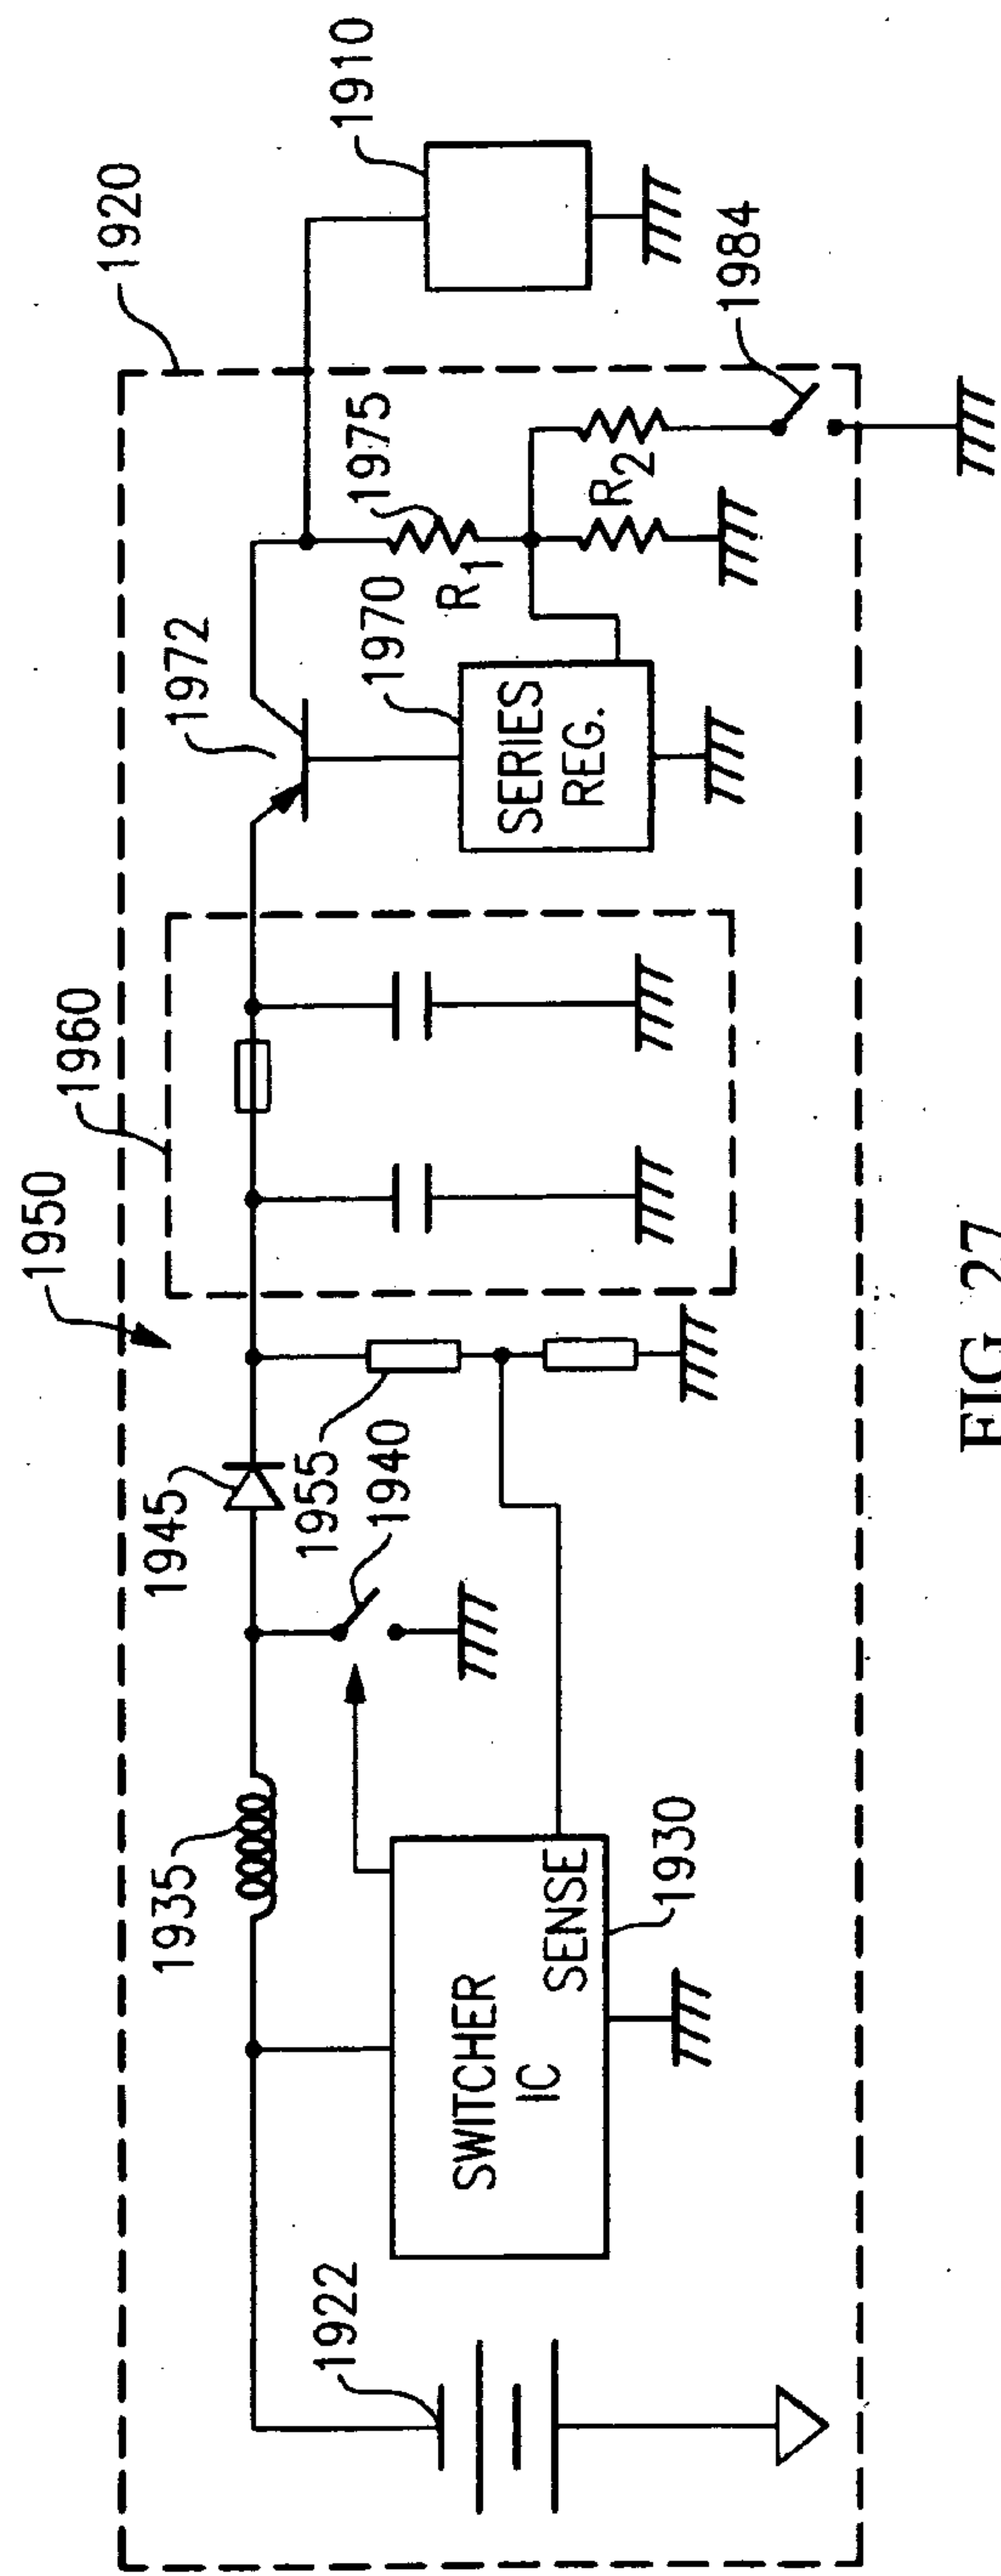 1950
1960
1920
1972
1910
1945
1935
1955
1940
1970
1975
1984
R1
R2
SERIES
REG.
1922
SWITCHER
IC
SENSE
1930
FIG. 27